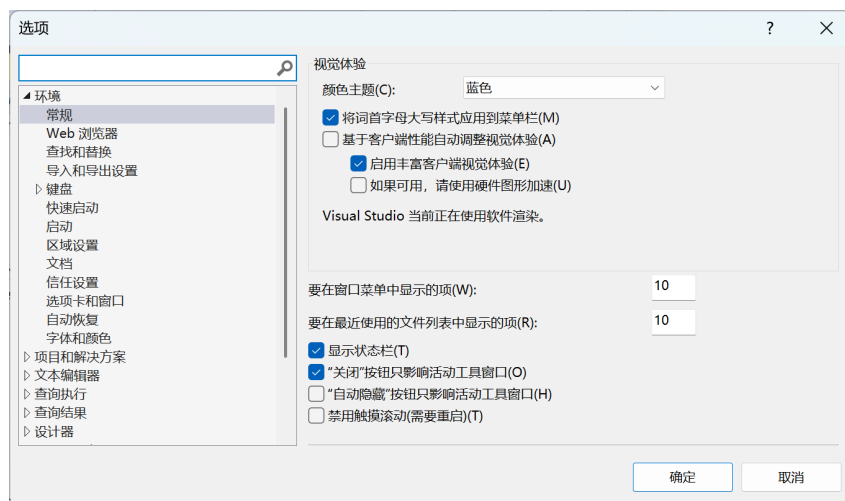 选项
?
视觉体验
颜色主题(C):
蓝色
将词首字母大写样式应用到菜单栏(M)
基于客户端性能自动调整视觉体验(A)
启用丰富客户端视觉体验(E)
如果可用，请使用硬件图形加速(U)
Visual Studio 当前正在使用软件渲染。
要在窗口菜单中显示的项(W):
10
要在最近使用的文件列表中显示的项(R):
10
显示状态栏(T)
“关闭”按钮只影响活动工具窗口(O)
“自动隐藏”按钮只影响活动工具窗口(H)
禁用触摸滚动(需要重启)(T)
环境
常规
Web 浏览器
查找和替换
导入和导出设置
键盘
快速启动
启动
区域设置
文档
信任设置
选项卡和窗口
自动恢复
字体和颜色
项目和解决方案
文本编辑器
查询执行
查询结果
设计器
确定
取消